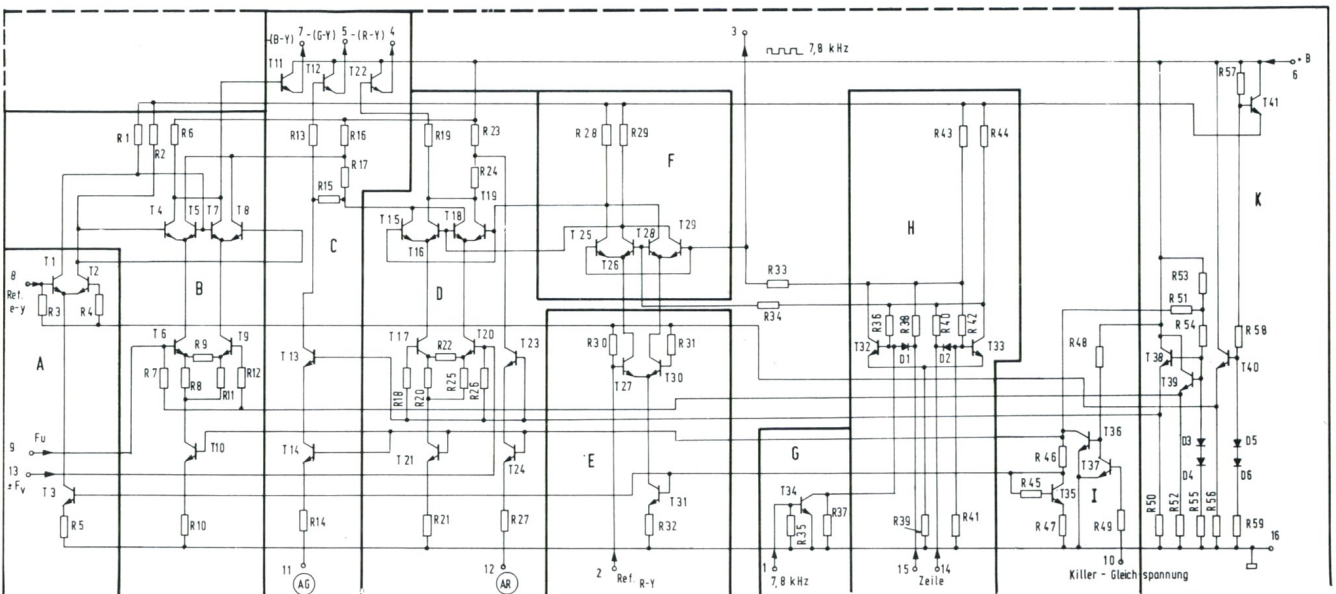 -(B-Y) 7 -(G-Y) 5 -(R-Y) 4
3
7,8 kHz
T11 T12 T22
+B
6
R57
T41
R1 R2 R6
R13 R16 R19 R23
R28 R29
R43 R44
R17 R24
R15
F
K
T4 T5 T7 T8
C
T15 T16 T18 T19
T25 T26 T28 T29
H
T1 T2
8
Ref.
e-y
R3 R4
B
D
R33
R34
R53
R51
R54
R58
A
T6 R9 T9
T13
T17 R22 T20
T23
R30 R31
R36 R38 R40 R42
T32 D1 D2 T33
R48
T38 T39 T40
R7 R8 R11 R12
R18 R20 R25 R26
T27 T30
9 Fu
13
±Fv
T10
T14
T21
T24
E
G
T36
R46
T37
I
D3 D5
D4 D6
T3
T31
T34
R45 T35
R5
R10
R14
R21
R27
R32
R35 R37
R39 R41
R47 R49
R50 R52 R55 R56 R59
16
11
AG
12
AR
2 Ref. R-Y
1
7,8 kHz
15 14
Zeile
10
Killer - Gleichspannung